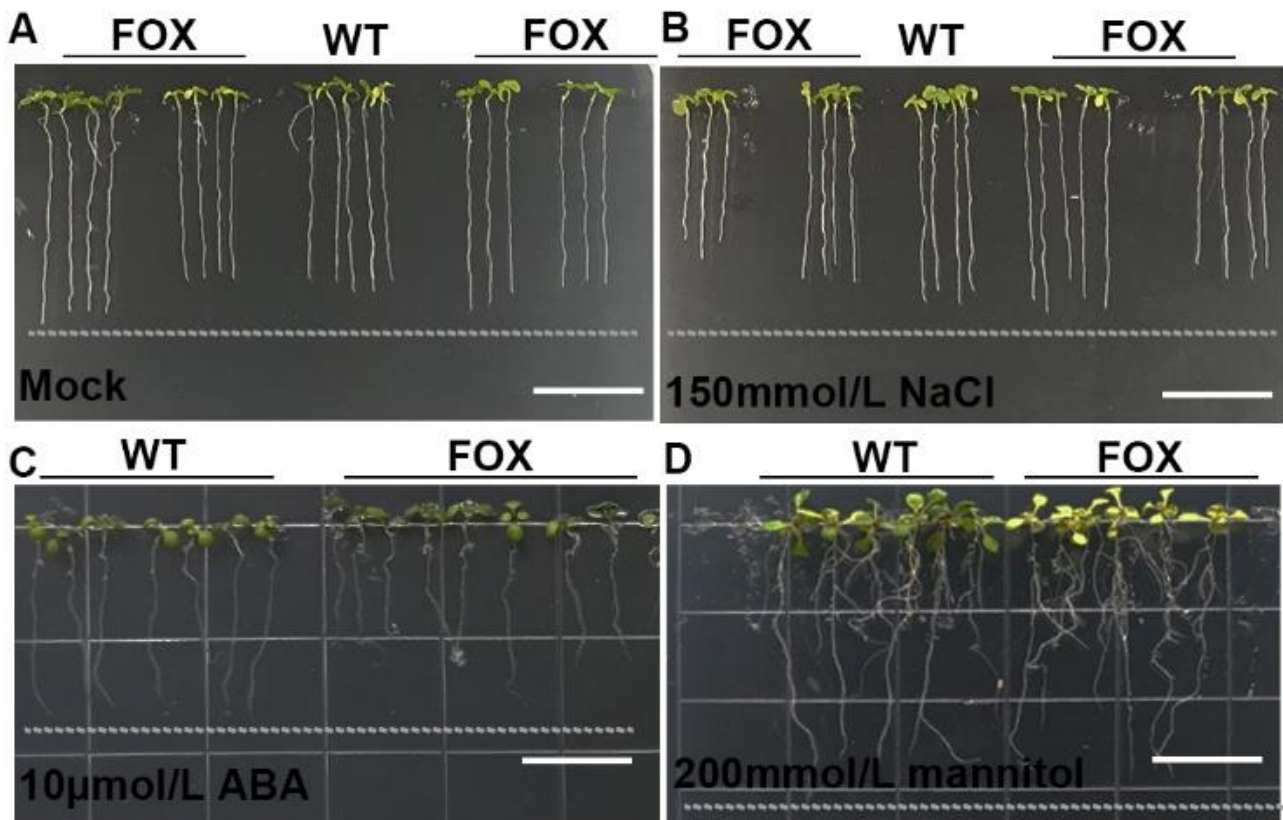 A FOX WT FOX
Mock
B FOX WT FOX
150mmol/L NaCl
C WT FOX
10µmol/L ABA
D WT FOX
200mmol/L mannitol